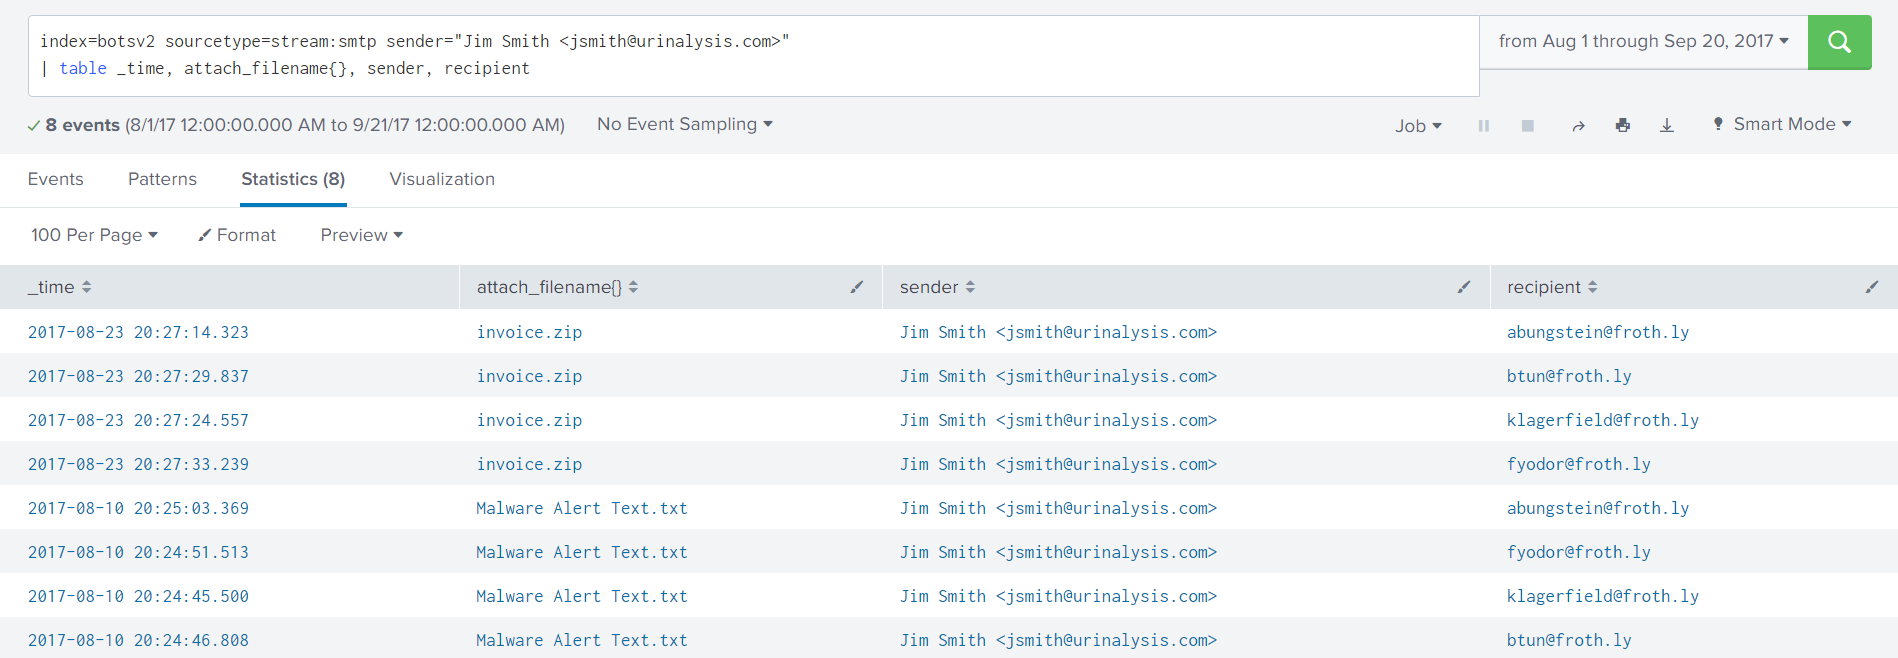 index=botsv2 sourcetype=stream:smtp sender="Jim Smith <jsmith@urinalysis.com>"
| table _time, attach_filename{}, sender, recipient
from Aug 1 through Sep 20, 2017
8 events (8/1/17 12:00:00.000 AM to 9/21/17 12:00:00.000 AM) No Event Sampling Job Smart Mode
Events Patterns Statistics (8) Visualization
100 Per Page Format Preview
_time attach_filename{} sender recipient
2017-08-23 20:27:14.323 invoice.zip Jim Smith <jsmith@urinalysis.com> abungstein@froth.ly
2017-08-23 20:27:29.837 invoice.zip Jim Smith <jsmith@urinalysis.com> btun@froth.ly
2017-08-23 20:27:24.557 invoice.zip Jim Smith <jsmith@urinalysis.com> klagerfield@froth.ly
2017-08-23 20:27:33.239 invoice.zip Jim Smith <jsmith@urinalysis.com> fyodor@froth.ly
2017-08-10 20:25:03.369 Malware Alert Text.txt Jim Smith <jsmith@urinalysis.com> abungstein@froth.ly
2017-08-10 20:24:51.513 Malware Alert Text.txt Jim Smith <jsmith@urinalysis.com> fyodor@froth.ly
2017-08-10 20:24:45.500 Malware Alert Text.txt Jim Smith <jsmith@urinalysis.com> klagerfield@froth.ly
2017-08-10 20:24:46.808 Malware Alert Text.txt Jim Smith <jsmith@urinalysis.com> btun@froth.ly